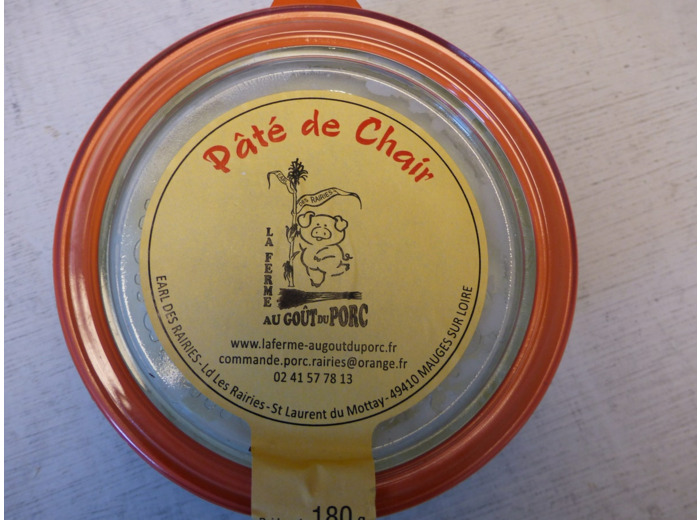 Pâté de Chair
LES RAIRIES
LA FERME
AU GOÛT DU PORC
www.laferme-augoutduporc.fr
commande.porc.rairies@orange.fr
02 41 57 78 13
EARL DES RAIRIES - Ld Les Rairies - St Laurent du Mottay - 49410 MAUGES SUR LOIRE
180 g